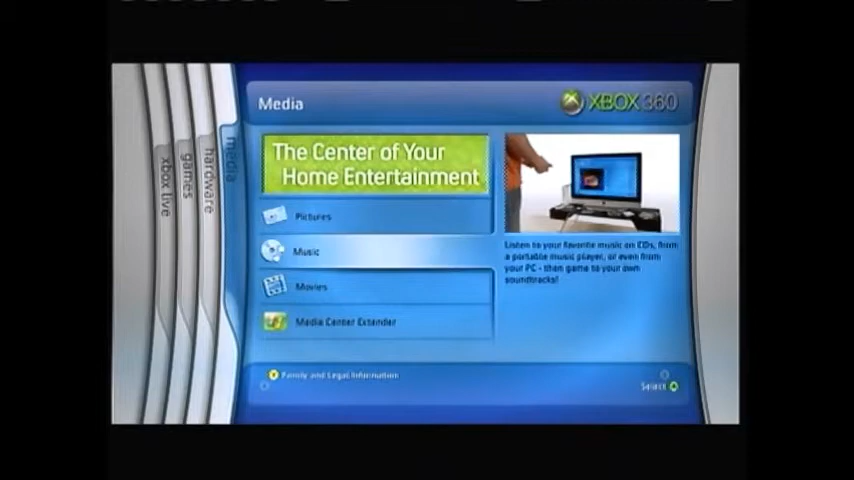 xbox live
games
hardware
media
Media
XBOX 360
The Center of Your
Home Entertainment
Pictures
Music
Movies
Media Center Extender
Listen to your favorite music on CDs, from
a portable music player, or even from
your PC - then game to your own
soundtracks!
Y Family and Legal Information
Select A